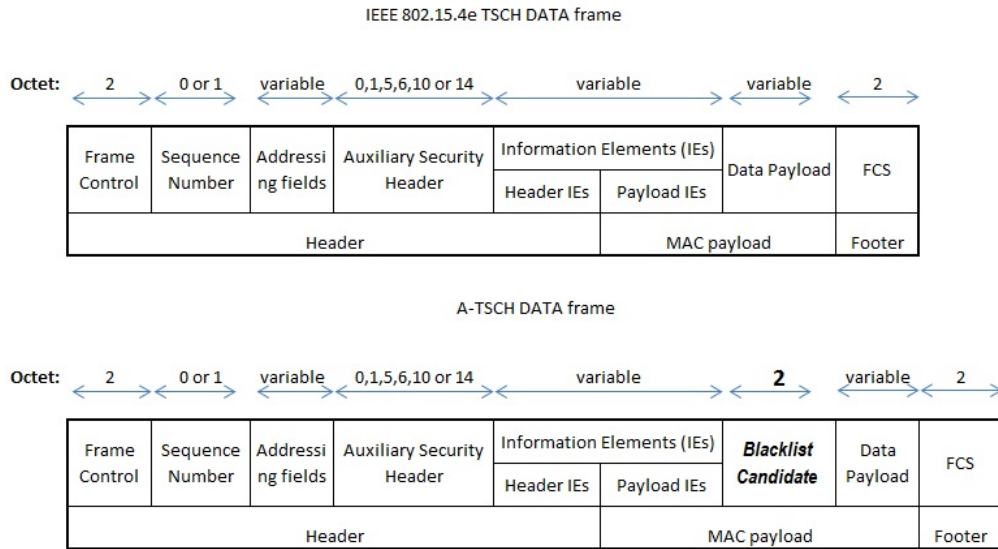 IEEE 802.15.4e TSCH DATA frame
Octet: 2 0 or 1 variable 0,1,5,6,10 or 14 variable variable 2
Frame Control
Sequence Number
Addressi ng fields
Auxiliary Security Header
Information Elements (IEs)
Header IEs Payload IEs
Data Payload
FCS
Header MAC payload Footer
A-TSCH DATA frame
Octet: 2 0 or 1 variable 0,1,5,6,10 or 14 variable 2 variable 2
Frame Control
Sequence Number
Addressi ng fields
Auxiliary Security Header
Information Elements (IEs)
Header IEs Payload IEs
Blacklist Candidate
Data Payload
FCS
Header MAC payload Footer